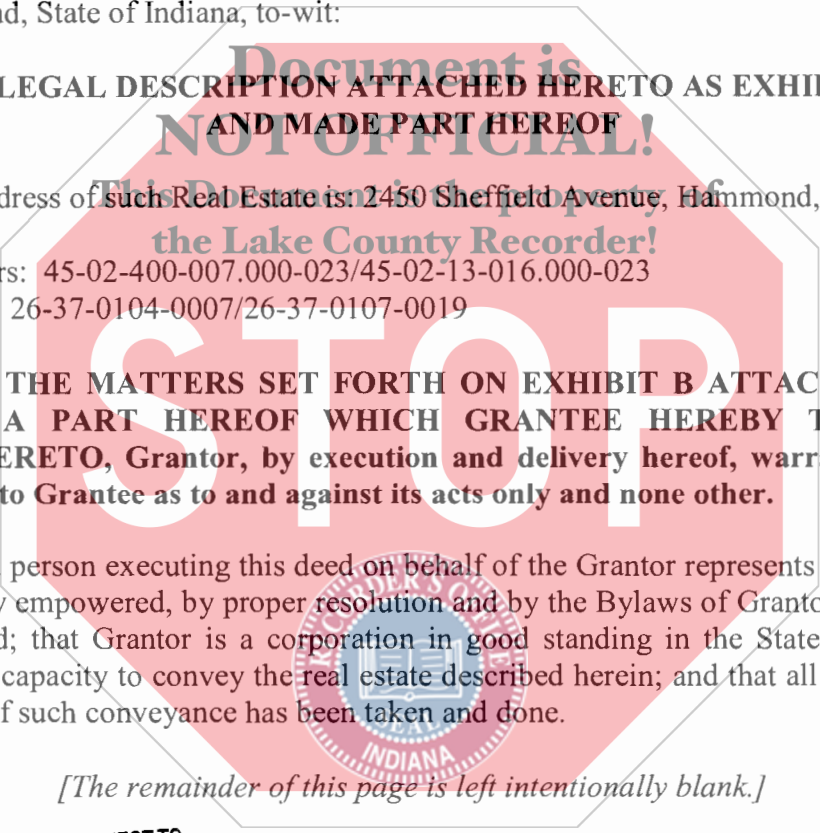 nd, State of Indiana, to-wit:
Document is
LEGAL DESCRIPTION ATTACHED HERETO AS EXHI
NOT OFFICIAL!
AND MADE PART HEREOF
dress of such Real Estate is: 2450 Sheffield Avenue, Hammond,
This Document is the property of
the Lake County Recorder!
rs: 45-02-400-007.000-023/45-02-13-016.000-023
26-37-0104-0007/26-37-0107-0019
STOP
THE MATTERS SET FORTH ON EXHIBIT B ATTAC
A PART HEREOF WHICH GRANTEE HEREBY T
ERETO, Grantor, by execution and delivery hereof, warr
to Grantee as to and against its acts only and none other.
person executing this deed on behalf of the Grantor represents
y empowered, by proper resolution and by the Bylaws of Granto
d; that Grantor is a corporation in good standing in the State
capacity to convey the real estate described herein; and that all
f such conveyance has been taken and done.
RECORDER'S OFFICE
SEAL
INDIANA
[The remainder of this page is left intentionally blank.]